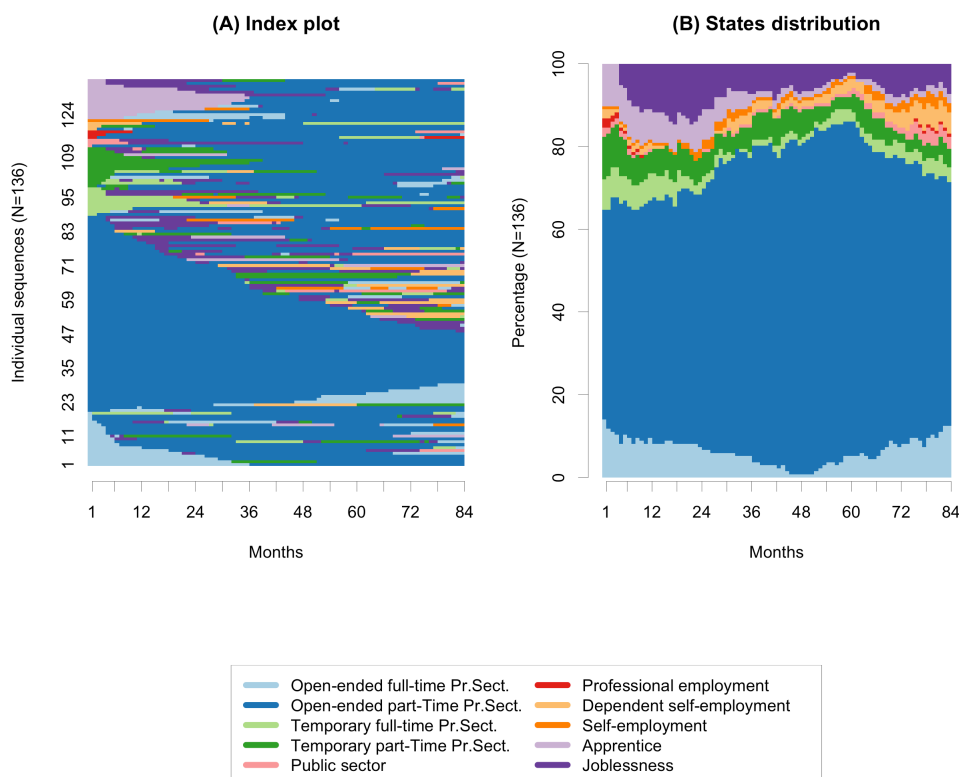 (A) Index plot
(B) States distribution
Individual sequences (N=136)
124
109
95
83
71
59
47
35
23
11
1
1 12 24 36 48 60 72 84
Months
Percentage (N=136)
100
80
60
40
20
0
1 12 24 36 48 60 72 84
Months
Open-ended full-time Pr.Sect.
Open-ended part-Time Pr.Sect.
Temporary full-time Pr.Sect.
Temporary part-Time Pr.Sect.
Public sector
Professional employment
Dependent self-employment
Self-employment
Apprentice
Joblessness